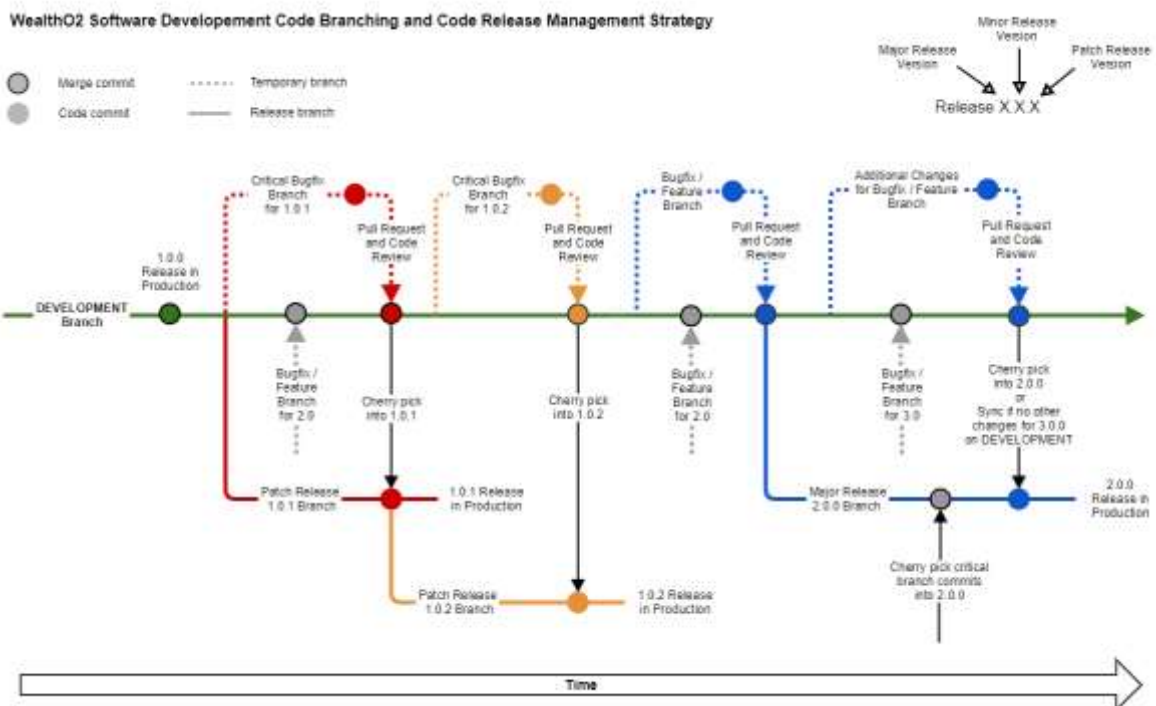 WealthO2 Software Developement Code Branching and Code Release Management Strategy
Minor Release
Version
Major Release
Version
Patch Release
Version
Release X.X.X
Merge commit
Temporary branch
Code commit
Release branch
Critical Bugfix
Branch
for 1.0.1
Critical Bugfix
Branch
for 1.0.2
Bugfix /
Feature
Branch
Additional Changes
for Bugfix / Feature
Branch
Pull Request
and Code
Review
Pull Request
and Code
Review
Pull Request
and Code
Review
Pull Request
and Code
Review
1.0.0
Release in
Production
DEVELOPMENT
Branch
Bugfix /
Feature
Branch
for 2.0
Cherry pick
into 1.0.1
Cherry pick
into 1.0.2
Bugfix /
Feature
Branch
for 2.0
Bugfix /
Feature
Branch
for 3.0
Cherry pick
into 2.0.0
or
Sync if no other
changes for 3.0.0
on DEVELOPMENT
Patch Release
1.0.1 Branch
1.0.1 Release
in Production
Major Release
2.0.0 Branch
2.0.0
Release in
Production
Cherry pick critical
branch commits
into 2.0.0
Patch Release
1.0.2 Branch
1.0.2 Release
in Production
Time